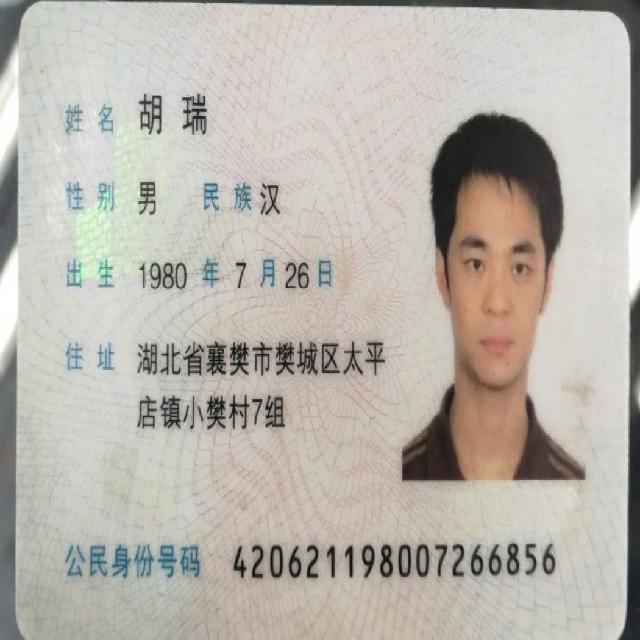 姓名 胡瑞
性别 男 民族 汉
出生 1980 年 7 月 26 日
住址 湖北省襄樊市樊城区太平
店镇小樊村7组
公民身份号码 420621198007266856